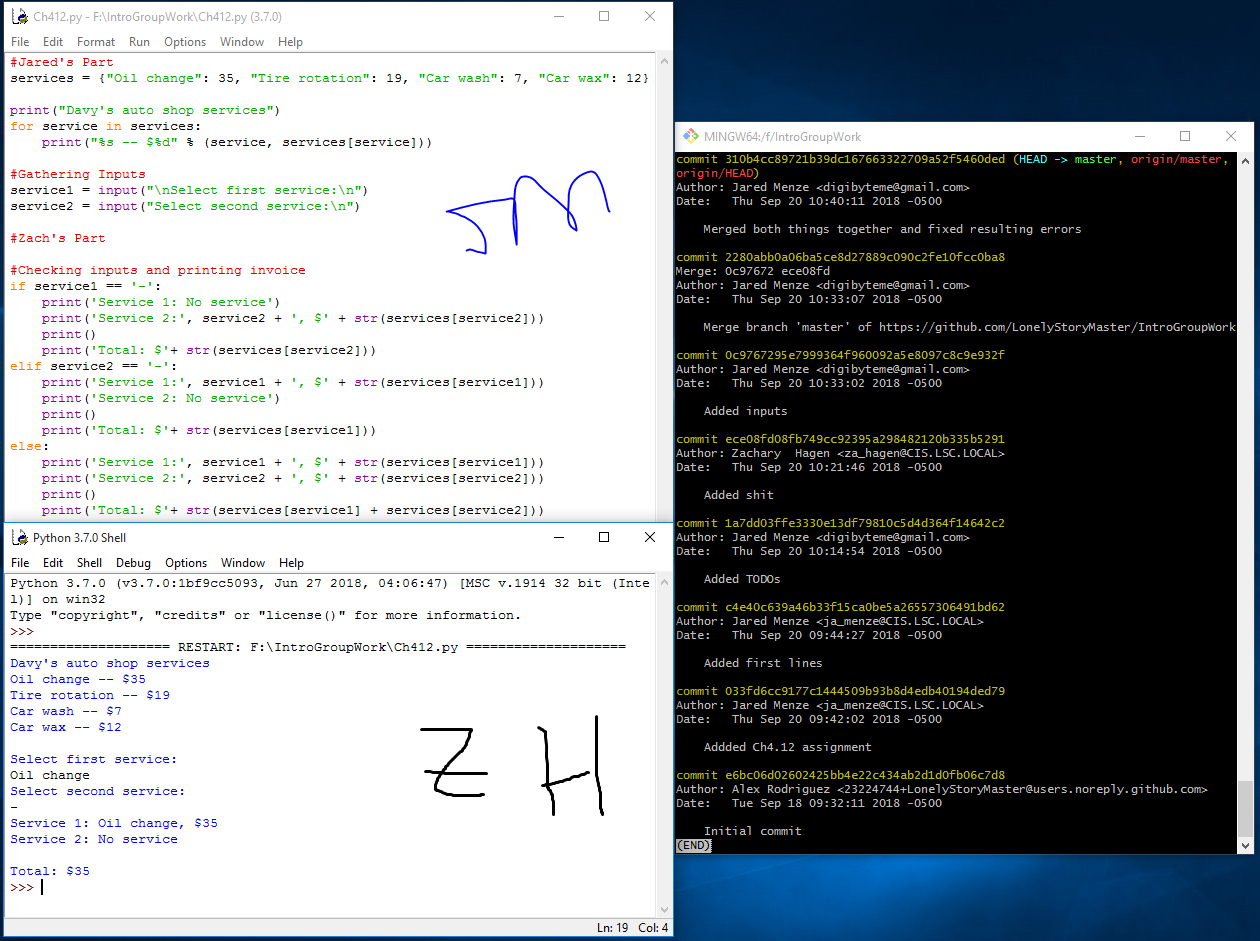 Ch412.py - F:\IntroGroupWork\Ch412.py (3.7.0)
File Edit Format Run Options Window Help
#Jared's Part
services = {"Oil change": 35, "Tire rotation": 19, "Car wash": 7, "Car wax": 12}
print("Davy's auto shop services")
for service in services:
    print("%s -- $%d" % (service, services[service]))
#Gathering Inputs
service1 = input("\nSelect first service:\n")
service2 = input("Select second service:\n")
#Zach's Part
#Checking inputs and printing invoice
if service1 == '-':
    print('Service 1: No service')
    print('Service 2:', service2 + ', $' + str(services[service2]))
    print()
    print('Total: $'+ str(services[service2]))
elif service2 == '-':
    print('Service 1:', service1 + ', $' + str(services[service1]))
    print('Service 2: No service')
    print()
    print('Total: $'+ str(services[service1]))
else:
    print('Service 1:', service1 + ', $' + str(services[service1]))
    print('Service 2:', service2 + ', $' + str(services[service2]))
    print()
    print('Total: $'+ str(services[service1] + services[service2]))
JM
Python 3.7.0 Shell
File Edit Shell Debug Options Window Help
Python 3.7.0 (v3.7.0:1bf9cc5093, Jun 27 2018, 04:06:47) [MSC v.1914 32 bit (Inte
l)] on win32
Type "copyright", "credits" or "license()" for more information.
>>>
==================== RESTART: F:\IntroGroupWork\Ch412.py ====================
Davy's auto shop services
Oil change -- $35
Tire rotation -- $19
Car wash -- $7
Car wax -- $12
Select first service:
Oil change
Select second service:
-
Service 1: Oil change, $35
Service 2: No service
Total: $35
>>>
Z H
Ln: 19 Col: 4
MINGW64:/f/IntroGroupWork
commit 310b4cc89721b39dc167663322709a52f5460ded (HEAD -> master, origin/master,
origin/HEAD)
Author: Jared Menze <digibyteme@gmail.com>
Date:   Thu Sep 20 10:40:11 2018 -0500
    Merged both things together and fixed resulting errors
commit 2280abb0a06ba5ce8d27889c090c2fe10fcc0ba8
Merge: 0c97672 ece08fd
Author: Jared Menze <digibyteme@gmail.com>
Date:   Thu Sep 20 10:33:07 2018 -0500
    Merge branch 'master' of https://github.com/LonelyStoryMaster/IntroGroupWork
commit 0c9767295e7999364f960092a5e8097c8c9e932f
Author: Jared Menze <digibyteme@gmail.com>
Date:   Thu Sep 20 10:33:02 2018 -0500
    Added inputs
commit ece08fd08fb749cc92395a298482120b335b5291
Author: Zachary  Hagen <za_hagen@CIS.LSC.LOCAL>
Date:   Thu Sep 20 10:21:46 2018 -0500
    Added shit
commit 1a7dd03ffe3330e13df79810c5d4d364f14642c2
Author: Jared Menze <digibyteme@gmail.com>
Date:   Thu Sep 20 10:14:54 2018 -0500
    Added TODOs
commit c4e40c639a46b33f15ca0be5a26557306491bd62
Author: Jared Menze <ja_menze@CIS.LSC.LOCAL>
Date:   Thu Sep 20 09:44:27 2018 -0500
    Added first lines
commit 033fd6cc9177c1444509b93b8d4edb40194ded79
Author: Jared Menze <ja_menze@CIS.LSC.LOCAL>
Date:   Thu Sep 20 09:42:02 2018 -0500
    Addded Ch4.12 assignment
commit e6bc06d02602425bb4e22c434ab2d1d0fb06c7d8
Author: Alex Rodriguez <23224744+LonelyStoryMaster@users.noreply.github.com>
Date:   Tue Sep 18 09:32:11 2018 -0500
    Initial commit
(END)